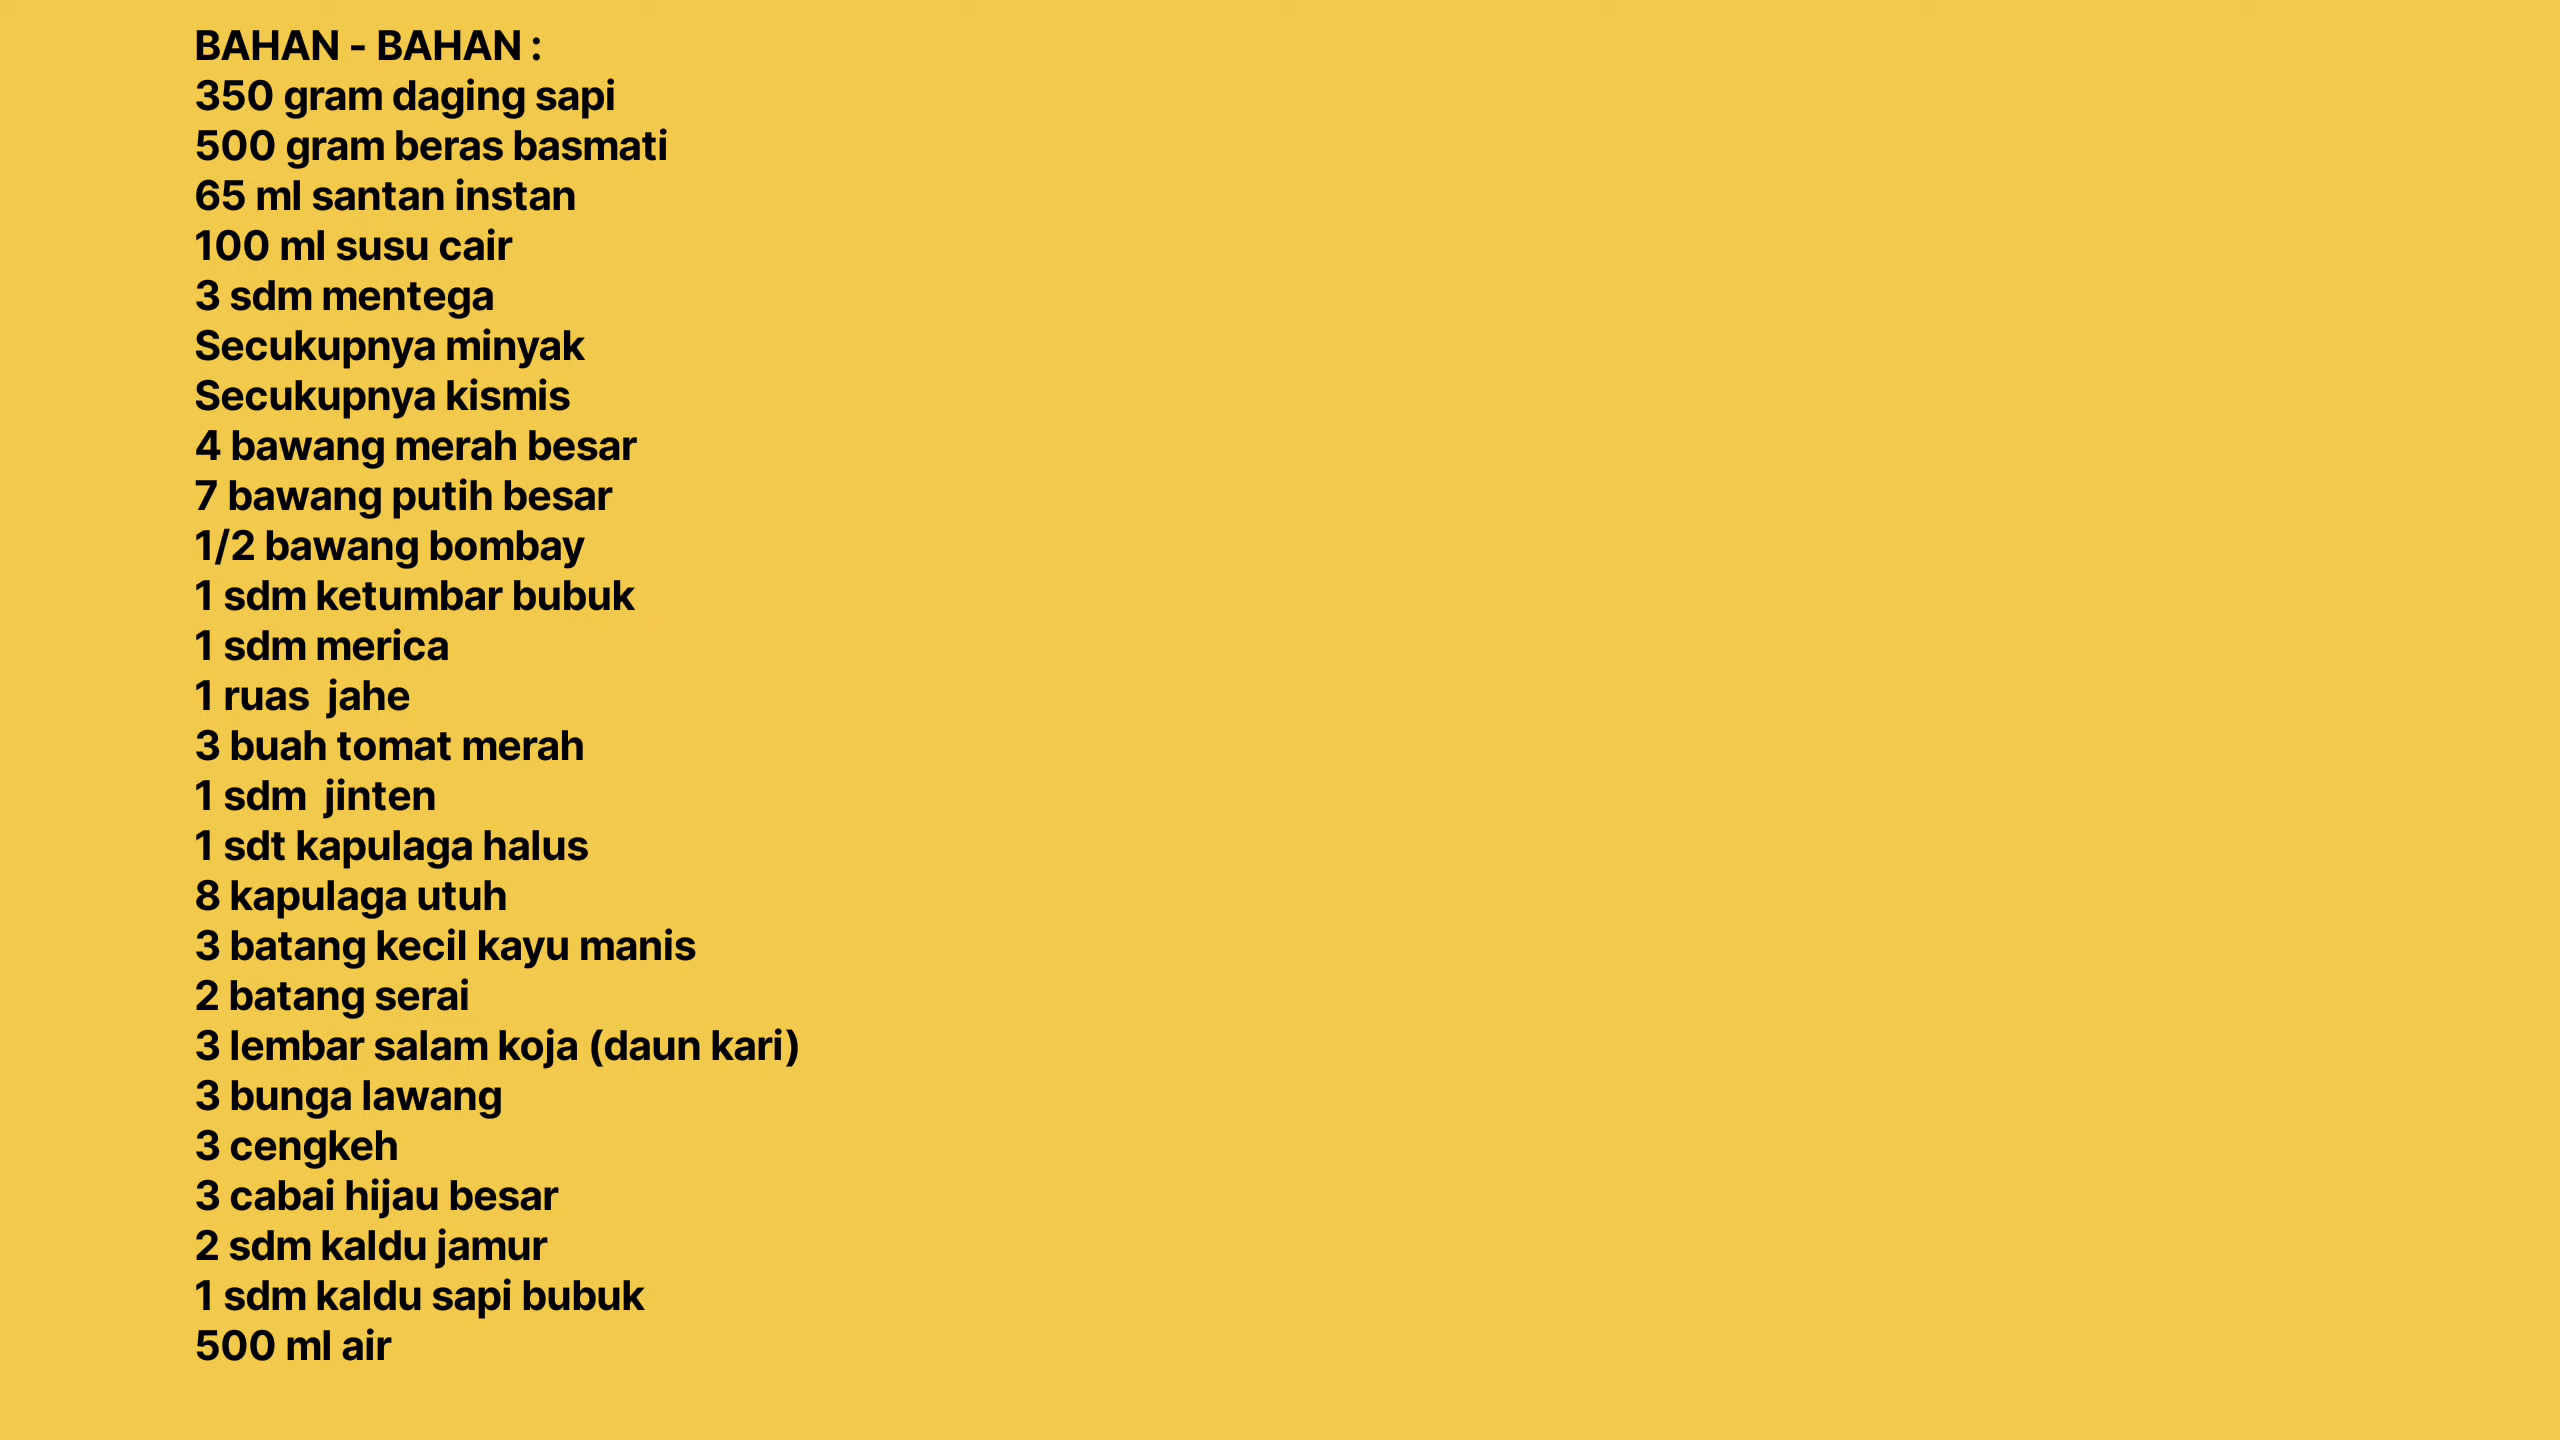 BAHAN - BAHAN :
350 gram daging sapi
500 gram beras basmati
65 ml santan instan
100 ml susu cair
3 sdm mentega
Secukupnya minyak
Secukupnya kismis
4 bawang merah besar
7 bawang putih besar
1/2 bawang bombay
1 sdm ketumbar bubuk
1 sdm merica
1 ruas  jahe
3 buah tomat merah
1 sdm  jinten
1 sdt kapulaga halus
8 kapulaga utuh
3 batang kecil kayu manis
2 batang serai
3 lembar salam koja (daun kari)
3 bunga lawang
3 cengkeh
3 cabai hijau besar
2 sdm kaldu jamur
1 sdm kaldu sapi bubuk
500 ml air